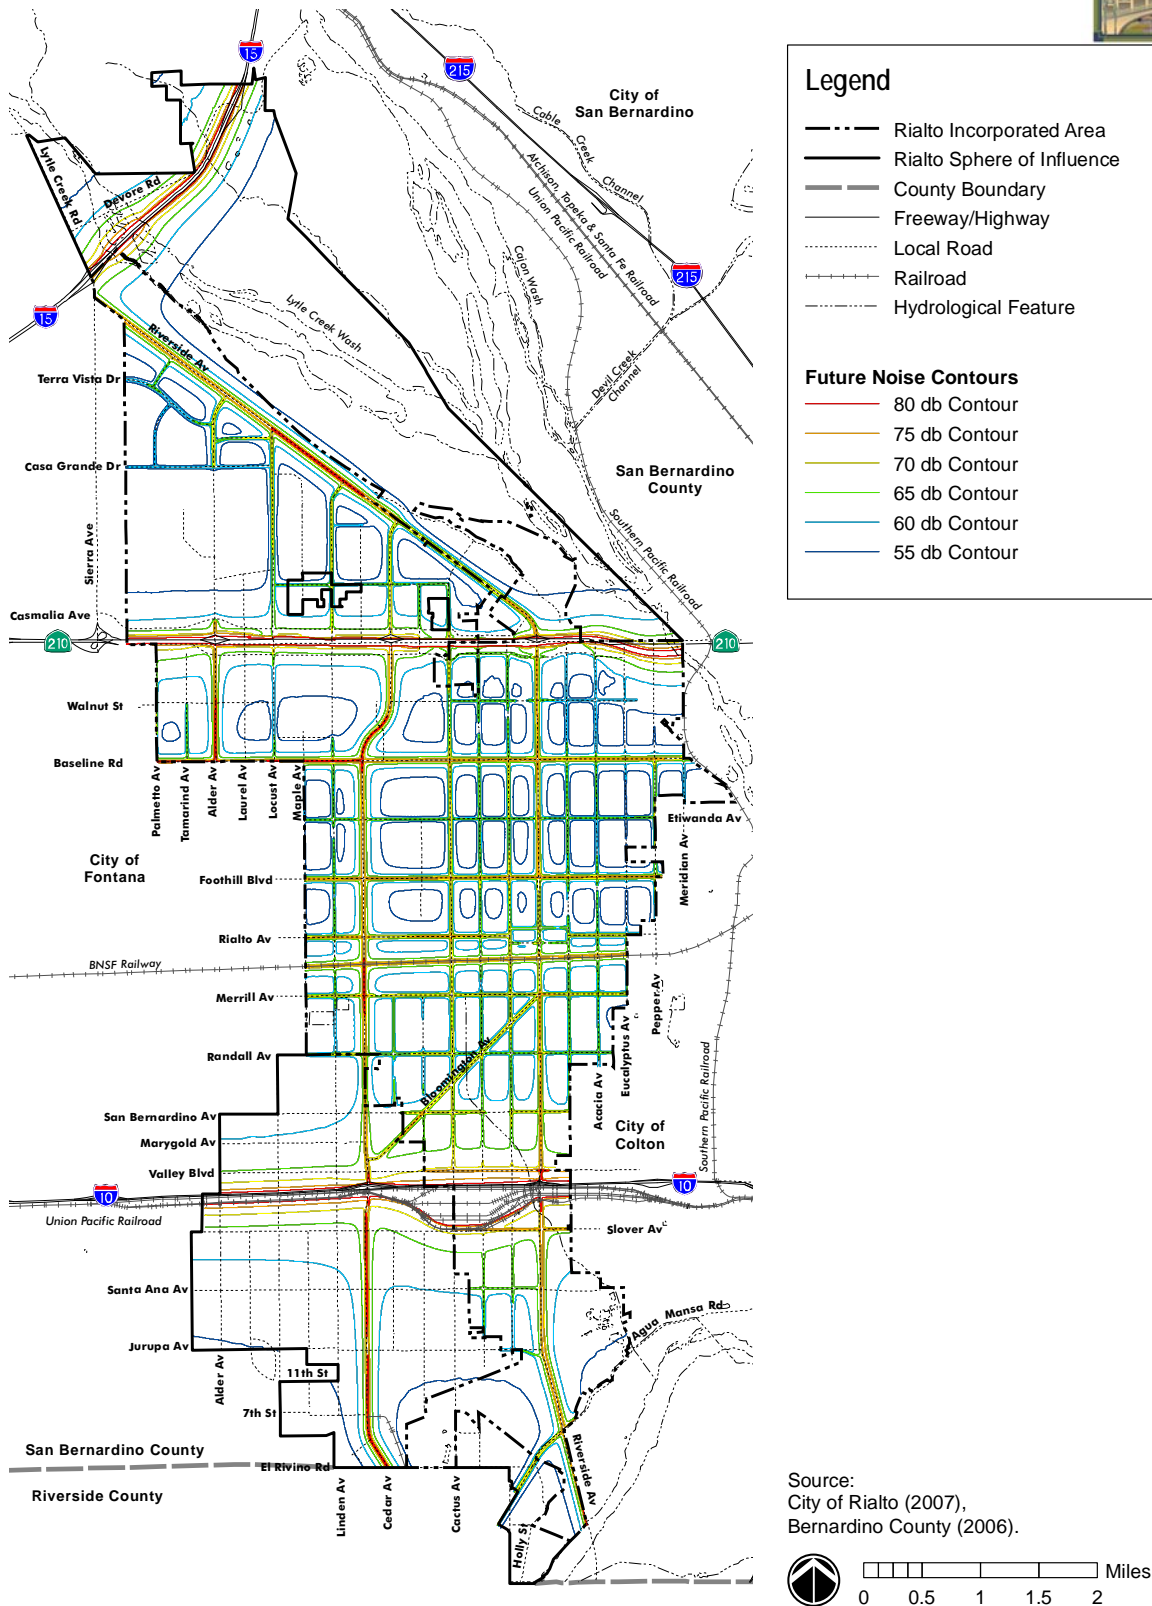 15
215
City of
San Bernardino
Cable
Creek
Channel
Lytle Creek Rd
Devore Rd
Atchison, Topeka & Santa Fe Railroad
Union Pacific Railroad
Cajon Wash
215
Lytle Creek Wash
15
Riverside Av
Devil Creek
Channel
Terra Vista Dr
Casa Grande Dr
San Bernardino
County
Sierra Ave
Southern Pacific Railroad
Casmalia Ave
210
210
Walnut St
Baseline Rd
Palmetto Av
Tamarind Av
Alder Av
Laurel Av
Locust Av
Maple Av
Etiwanda Av
Meridian Av
City of
Fontana
Foothill Blvd
Rialto Av
BNSF Railway
Merrill Av
Pepper Av
Eucalyptus Av
Randall Av
Bloomington Av
Acacia Av
Southern Pacific Railroad
San Bernardino Av
City of
Colton
Marygold Av
Valley Blvd
10
10
Union Pacific Railroad
Slover Av
Santa Ana Av
Agua Mansa Rd
Jurupa Av
Alder Av
11th St
7th St
San Bernardino County
El Rivino Rd
Riverside County
Linden Av
Cedar Av
Cactus Av
Riverside Av
Holly St
Legend
Rialto Incorporated Area
Rialto Sphere of Influence
County Boundary
Freeway/Highway
Local Road
Railroad
Hydrological Feature
Future Noise Contours
80 db Contour
75 db Contour
70 db Contour
65 db Contour
60 db Contour
55 db Contour
Source:
City of Rialto (2007),
Bernardino County (2006).
Miles
0 0.5 1 1.5 2